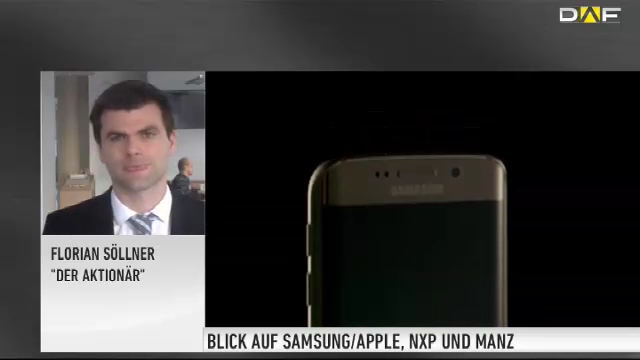 DAF
FLORIAN SÖLLNER
"DER AKTIONÄR"
SAMSUNG
BLICK AUF SAMSUNG/APPLE, NXP UND MANZ